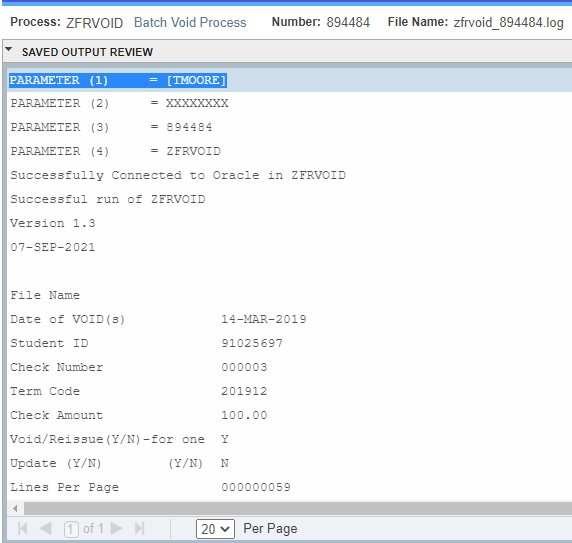 Process: ZFRVOID Batch Void Process Number: 894484 File Name: zfrvoid_894484.log
SAVED OUTPUT REVIEW
PARAMETER (1) = [TMOORE]
PARAMETER (2) = XXXXXXXX
PARAMETER (3) = 894484
PARAMETER (4) = ZFRVOID
Successfully Connected to Oracle in ZFRVOID
Successful run of ZFRVOID
Version 1.3
07-SEP-2021
File Name
Date of VOID(s) 14-MAR-2019
Student ID 91025697
Check Number 000003
Term Code 201912
Check Amount 100.00
Void/Reissue(Y/N)-for one Y
Update (Y/N) (Y/N) N
Lines Per Page 000000059
1 of 1 20 Per Page